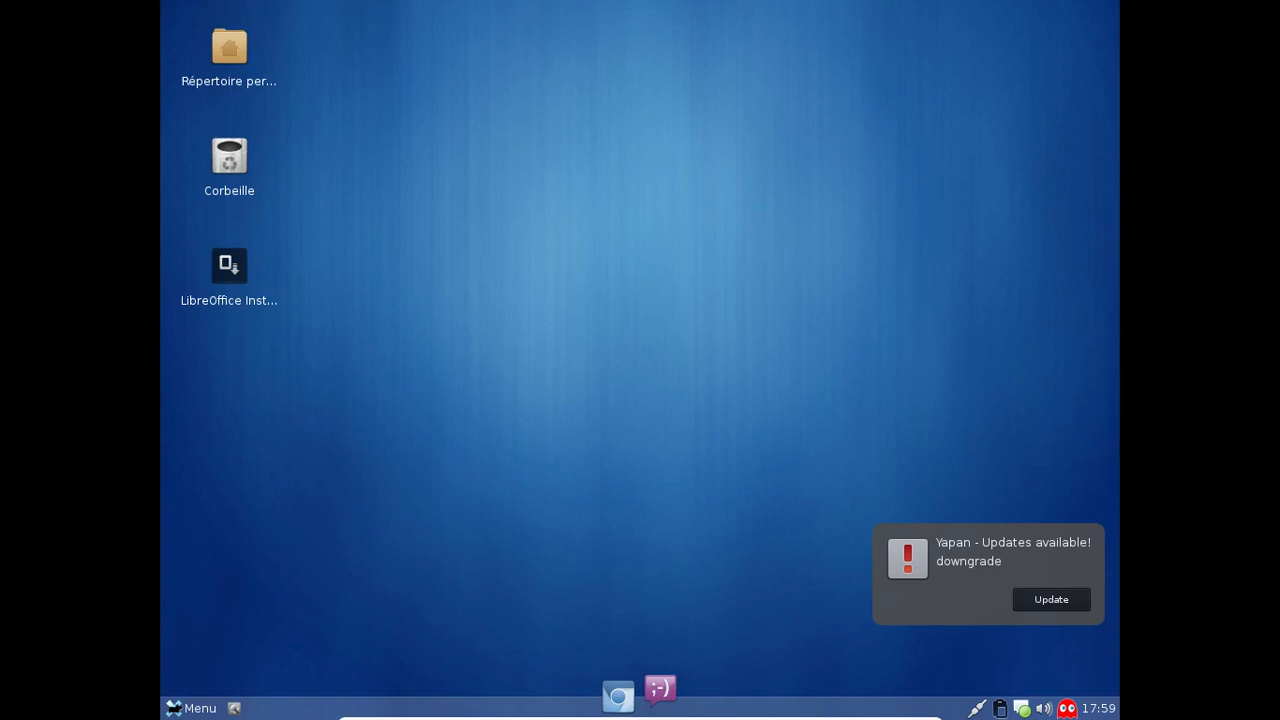 Répertoire per...
Corbeille
LibreOffice Inst...
Yapan - Updates available!
downgrade
Update
;-)
Menu
17:59